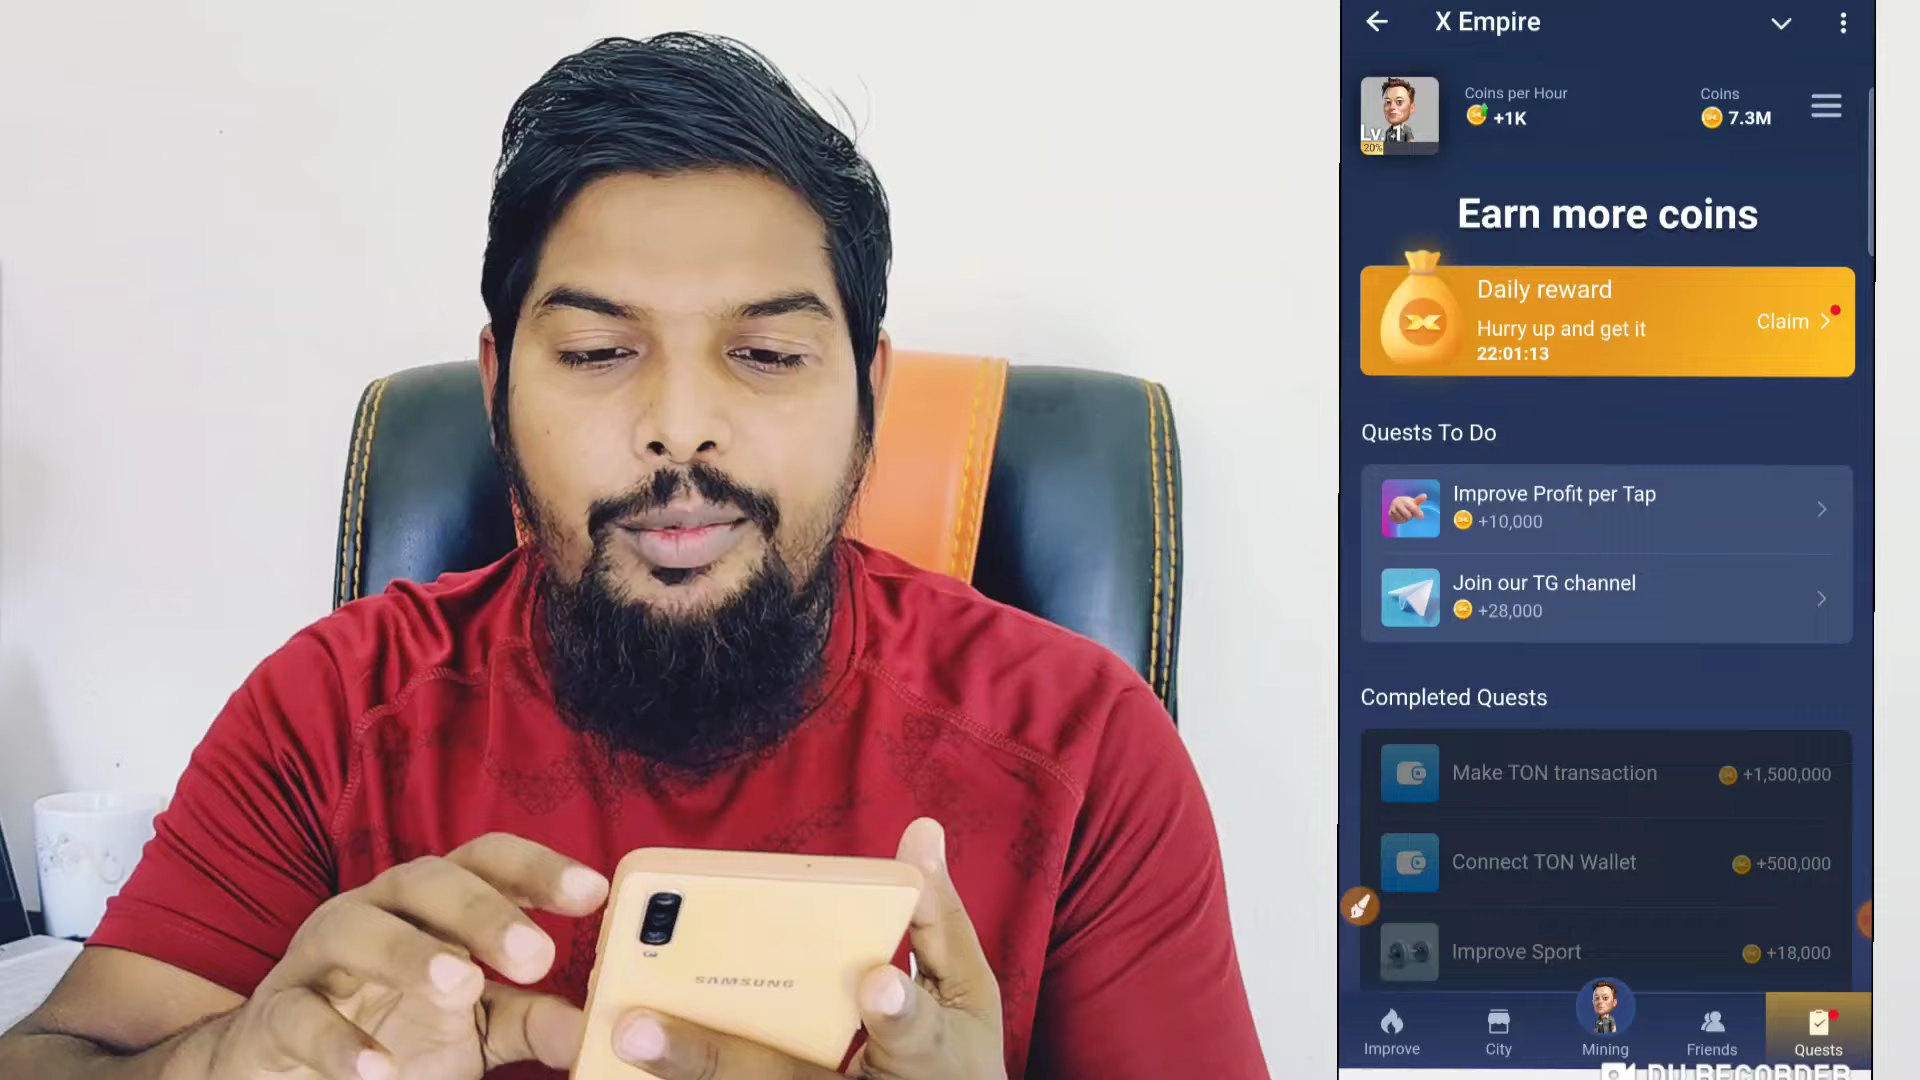 X Empire
Coins per Hour
+1K
Coins
7.3M
Lv. 1
20%
Earn more coins
Daily reward
Hurry up and get it
22:01:13
Claim
Quests To Do
Improve Profit per Tap
+10,000
Join our TG channel
+28,000
Completed Quests
Make TON transaction
+1,500,000
Connect TON Wallet
+500,000
Improve Sport
+18,000
Improve
City
Mining
Friends
Quests
DU RECORDER
SAMSUNG